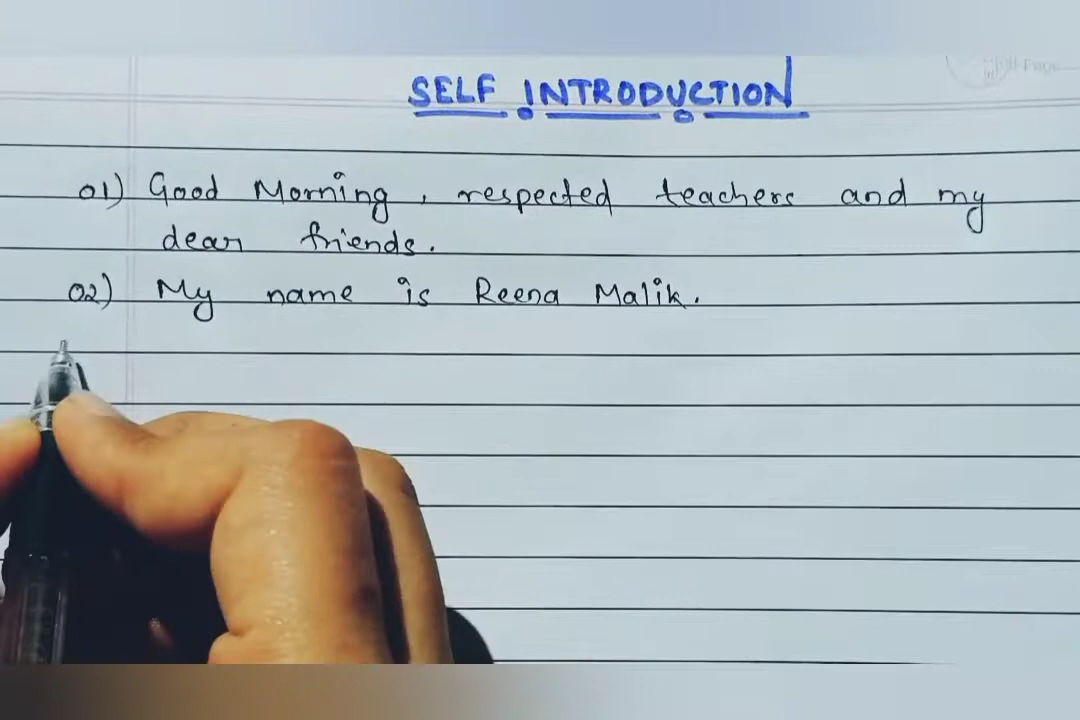 SELF INTRODUCTION
01) Good Morning, respected teachers and my
dear friends.
02) My name is Reena Malik.